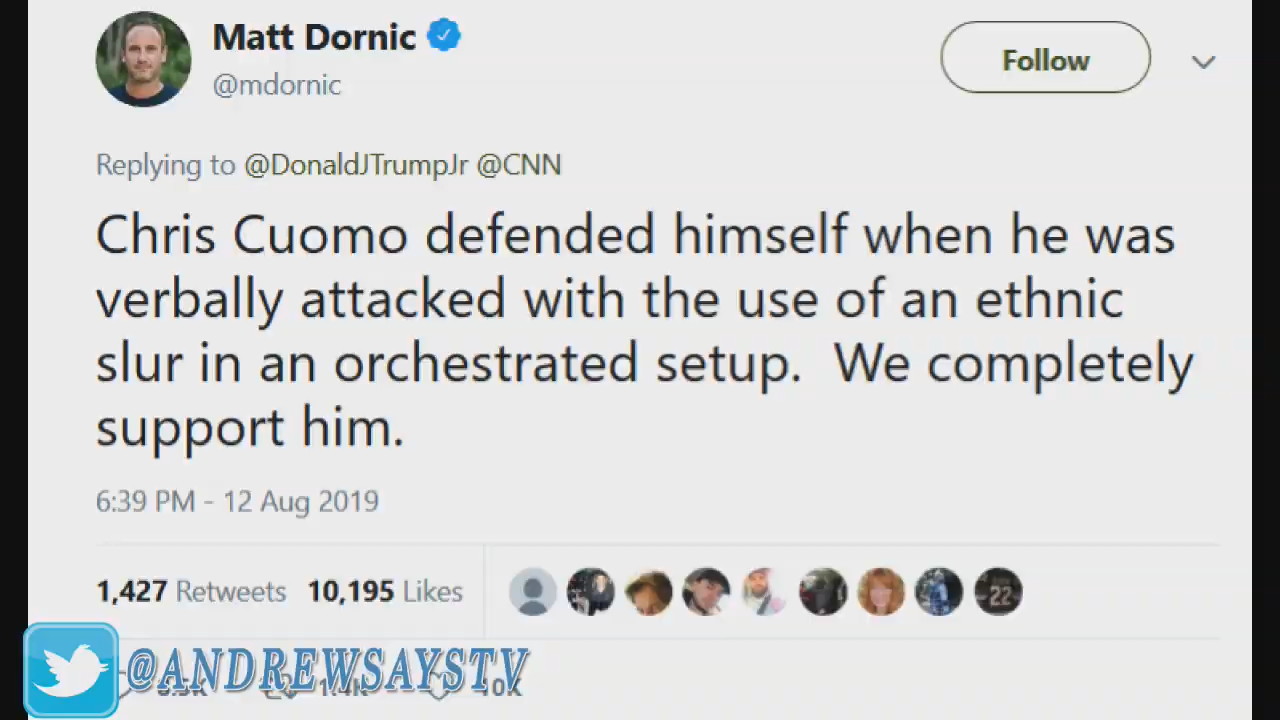 Matt Dornic
@mdornic
Follow
Replying to @DonaldJTrumpJr @CNN
Chris Cuomo defended himself when he was
verbally attacked with the use of an ethnic
slur in an orchestrated setup. We completely
support him.
6:39 PM - 12 Aug 2019
1,427 Retweets 10,195 Likes
22
@ANDREWSAYSTV
10K